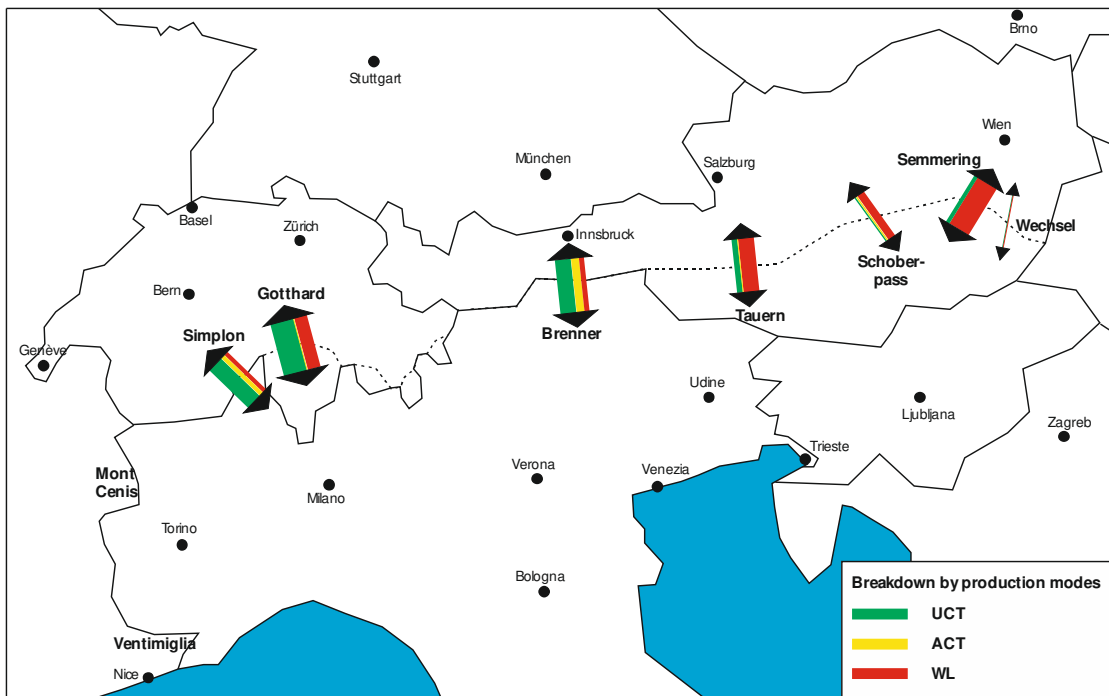 Brno
Stuttgart
Wien
München
Salzburg
Semmering
Basel
Zürich
Innsbruck
Wechsel
Schober-
pass
Bern
Gotthard
Tauern
Brenner
Simplon
Genève
Udine
Ljubljana
Zagreb
Trieste
Mont
Cenis
Verona
Venezia
Milano
Torino
Bologna
Breakdown by production modes
UCT
ACT
WL
Ventimiglia
Nice